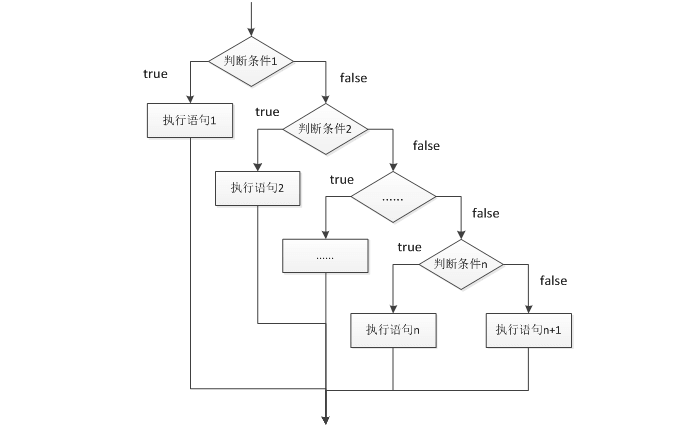 判断条件1
true
false
执行语句1
true
判断条件2
false
执行语句2
true
......
false
......
true
判断条件n
false
执行语句n
执行语句n+1